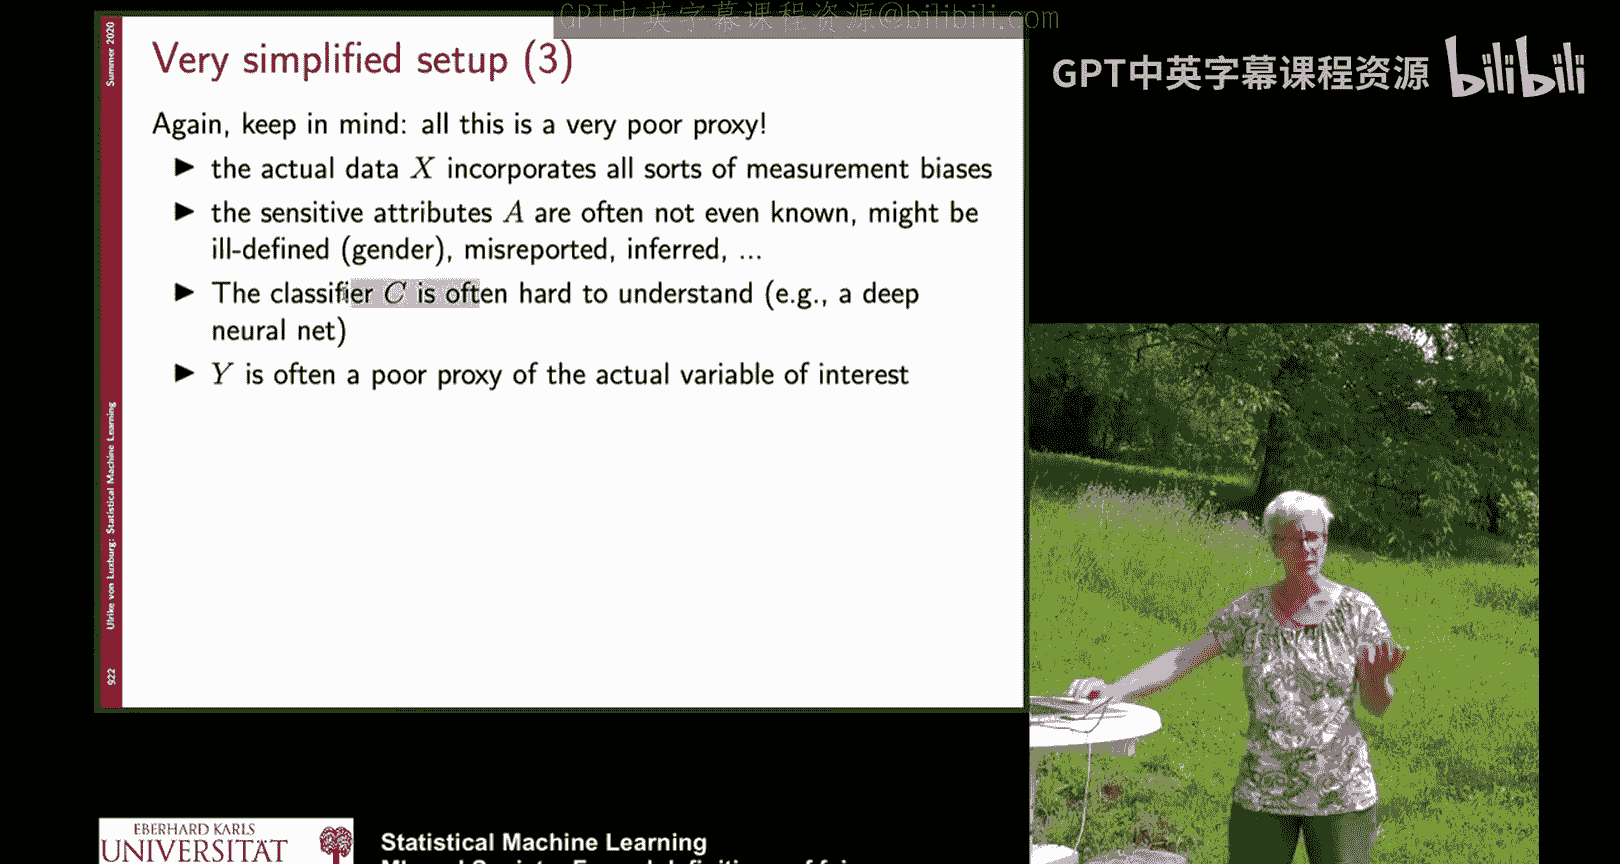 GPT中英字幕课程资源@bilibili.com
GPT中英字幕课程资源 bilibili
Summer 2020
Ulrike von Luxburg: Statistical Machine Learning
922
Very simplified setup (3)
Again, keep in mind: all this is a very poor proxy!
▶ the actual data X incorporates all sorts of measurement biases
▶ the sensitive attributes A are often not even known, might be
ill-defined (gender), misreported, inferred, ...
▶ The classifier C is often hard to understand (e.g., a deep
neural net)
▶ Y is often a poor proxy of the actual variable of interest
EBERHARD KARLS
UNIVERSITÄT
Statistical Machine Learning